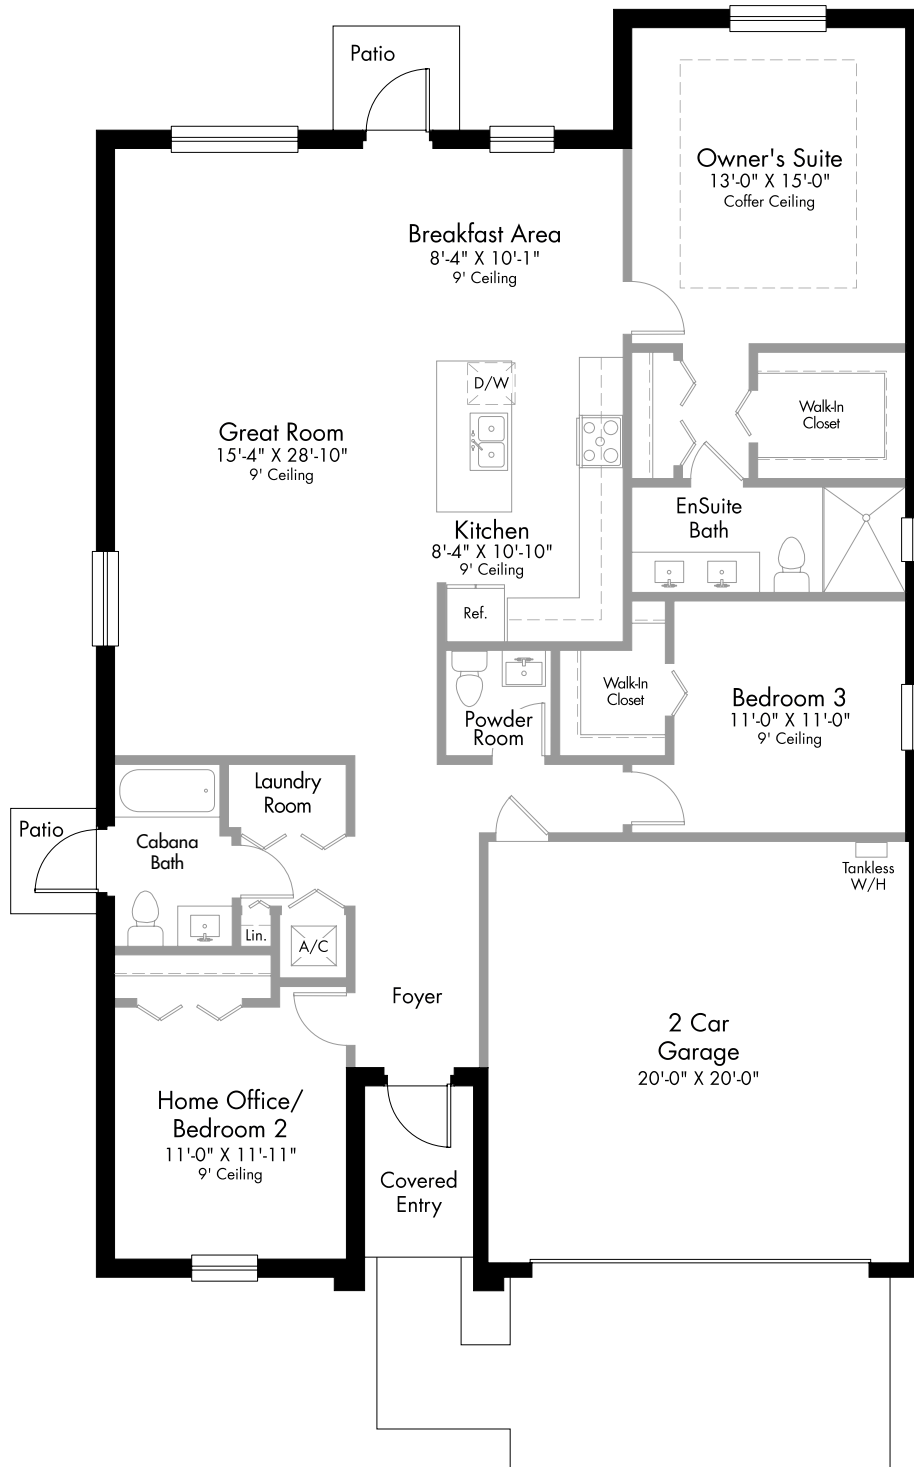 Patio
Owner's Suite
13'-0" X 15'-0"
Coffer Ceiling
Breakfast Area
8'-4" X 10'-1"
9' Ceiling
D/W
Walk-In
Closet
Great Room
15'-4" X 28'-10"
9' Ceiling
EnSuite
Bath
Kitchen
8'-4" X 10'-10"
9' Ceiling
Ref.
Walk-In
Closet
Bedroom 3
11'-0" X 11'-0"
9' Ceiling
Powder
Room
Laundry
Room
Patio
Cabana
Bath
Tankless
W/H
Lin.
A/C
Foyer
2 Car
Garage
20'-0" X 20'-0"
Home Office/
Bedroom 2
11'-0" X 11'-11"
9' Ceiling
Covered
Entry